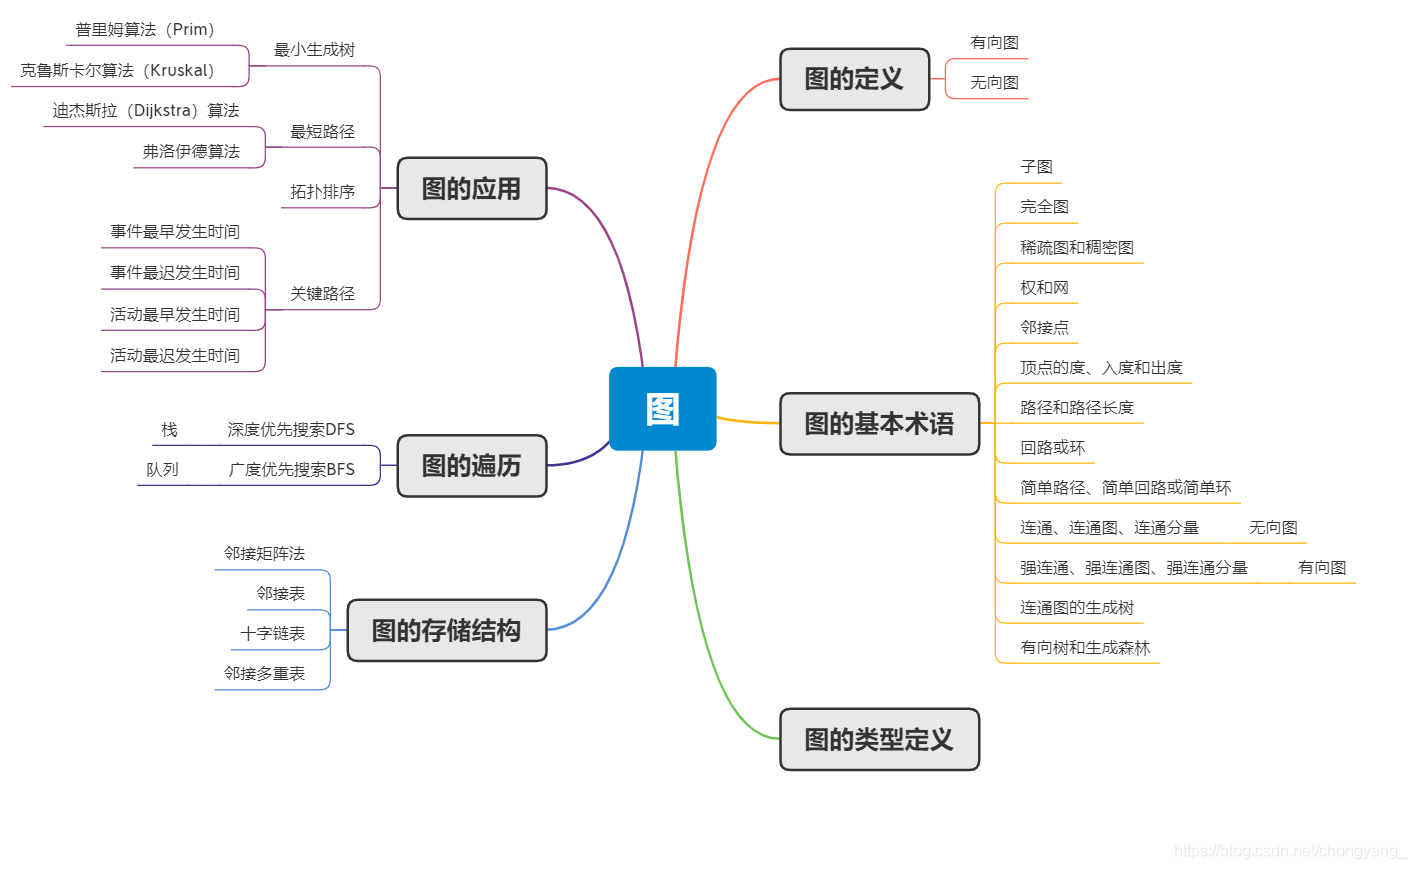 图
图的定义
有向图
无向图
图的基本术语
子图
完全图
稀疏图和稠密图
权和网
邻接点
顶点的度、入度和出度
路径和路径长度
回路或环
简单路径、简单回路或简单环
连通、连通图、连通分量
无向图
强连通、强连通图、强连通分量
有向图
连通图的生成树
有向树和生成森林
图的类型定义
图的应用
最小生成树
普里姆算法（Prim）
克鲁斯卡尔算法（Kruskal）
最短路径
迪杰斯拉（Dijkstra）算法
弗洛伊德算法
拓扑排序
关键路径
事件最早发生时间
事件最迟发生时间
活动最早发生时间
活动最迟发生时间
图的遍历
深度优先搜索DFS
栈
广度优先搜索BFS
队列
图的存储结构
邻接矩阵法
邻接表
十字链表
邻接多重表
https://blog.csdn.net/chongyang_